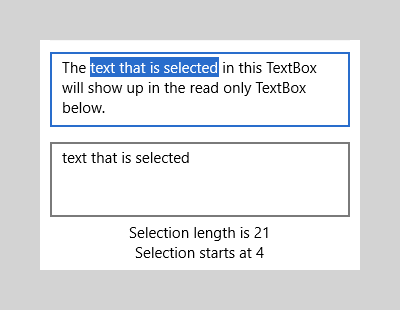 The text that is selected in this TextBox
will show up in the read only TextBox
below.
text that is selected
Selection length is 21
Selection starts at 4